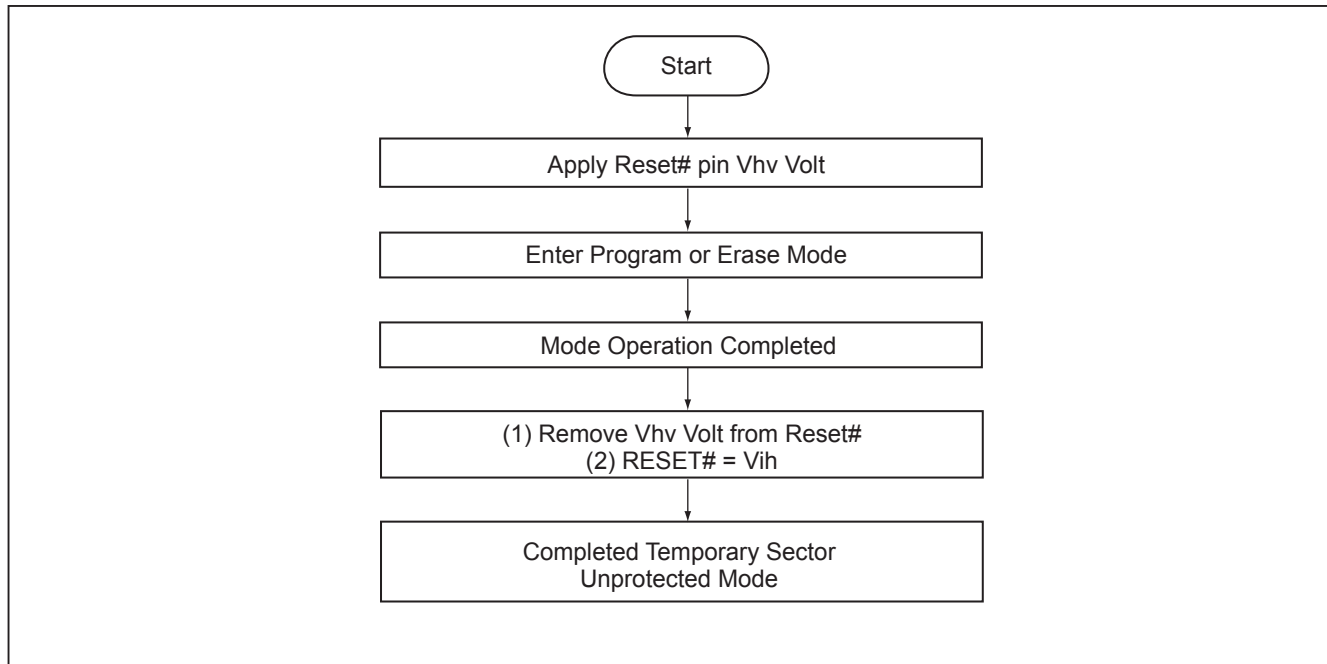 Start
Apply Reset# pin Vhv Volt
Enter Program or Erase Mode
Mode Operation Completed
(1) Remove Vhv Volt from Reset#
(2) RESET# = Vih
Completed Temporary Sector
Unprotected Mode